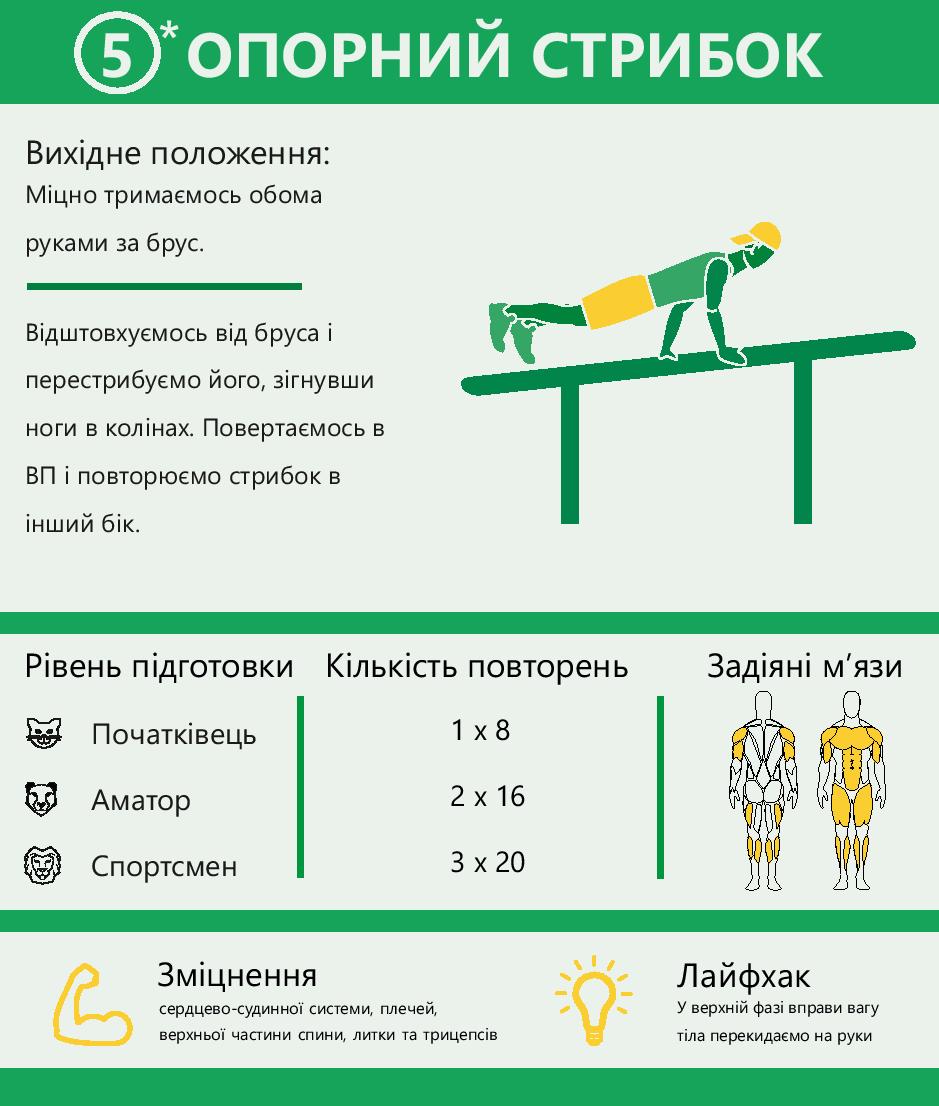 5* ОПОРНИЙ СТРИБОК
Вихідне положення:
Міцно тримаємось обома
руками за брус.
Відштовхуємось від бруса і
перестрибуємо його, зігнувши
ноги в колінах. Повертаємось в
ВП і повторюємо стрибок в
інший бік.
Рівень підготовки Кількість повторень Задіяні м’язи
Початківець 1 x 8
Аматор 2 x 16
Спортсмен 3 x 20
Зміцнення
сердцево-судинної системи, плечей,
верхньої частини спини, литки та трицепсів
Лайфхак
У верхній фазі вправи вагу
тіла перекидаємо на руки